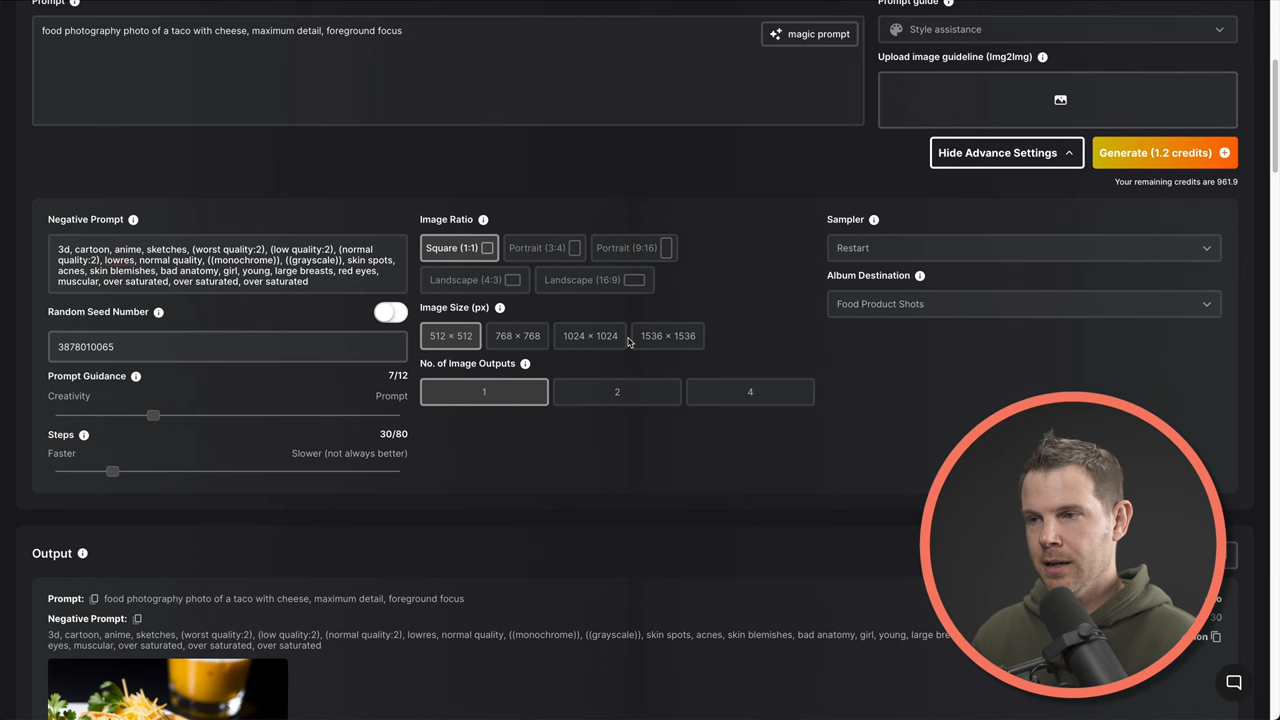 Prompt
Prompt guide
food photography photo of a taco with cheese, maximum detail, foreground focus
magic prompt
Style assistance
Upload image guideline (Img2Img)
Hide Advance Settings
Generate (1.2 credits)
Your remaining credits are 961.9
Negative Prompt
3d, cartoon, anime, sketches, (worst quality:2), (low quality:2), (normal
quality:2), lowres, normal quality, ((monochrome)), ((grayscale)), skin spots,
acnes, skin blemishes, bad anatomy, girl, young, large breasts, red eyes,
muscular, over saturated, over saturated, over saturated
Random Seed Number
3878010065
Prompt Guidance
7/12
Creativity
Prompt
Steps
30/80
Faster
Slower (not always better)
Image Ratio
Square (1:1)
Portrait (3:4)
Portrait (9:16)
Landscape (4:3)
Landscape (16:9)
Image Size (px)
512 × 512
768 × 768
1024 × 1024
1536 × 1536
No. of Image Outputs
1
2
4
Sampler
Restart
Album Destination
Food Product Shots
Output
Prompt:
food photography photo of a taco with cheese, maximum detail, foreground focus
30
Negative Prompt:
3d, cartoon, anime, sketches, (worst quality:2), (low quality:2), (normal quality:2), lowres, normal quality, ((monochrome)), ((grayscale)), skin spots, acnes, skin blemishes, bad anatomy, girl, young, large
eyes, muscular, over saturated, over saturated, over saturated